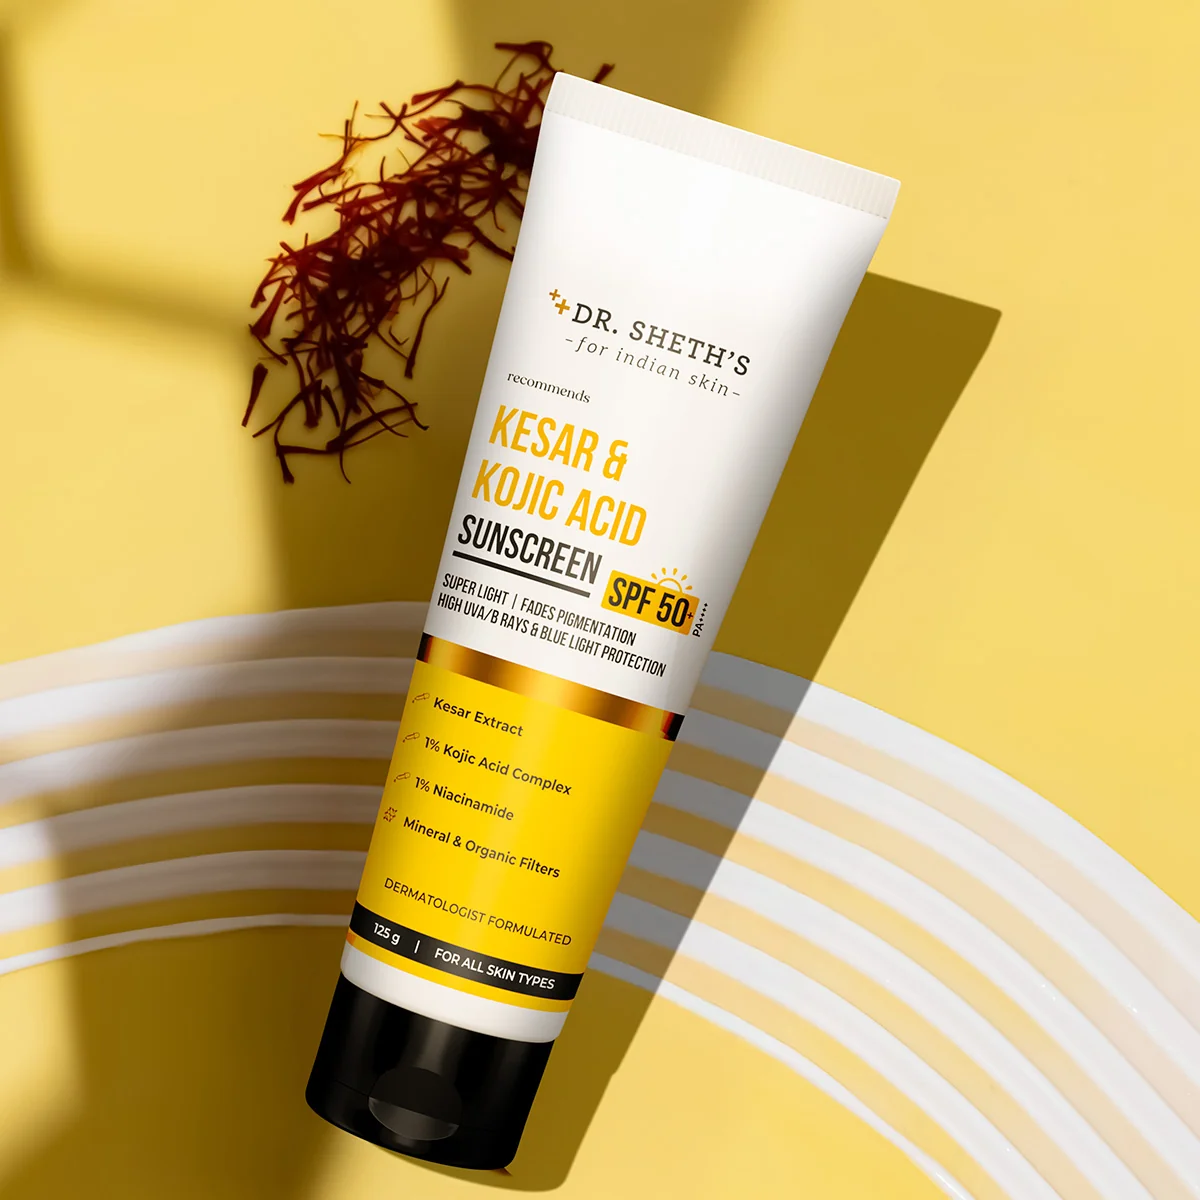 DR. SHETH'S
-for indian skin-
recommends
KESAR &
KOJIC ACID
SUNSCREEN
SPF 50+
PA++++
SUPER LIGHT | FADES PIGMENTATION
HIGH UVA/B RAYS & BLUE LIGHT PROTECTION
Kesar Extract
1% Kojic Acid Complex
1% Niacinamide
Mineral & Organic Filters
DERMATOLOGIST FORMULATED
125 g | FOR ALL SKIN TYPES